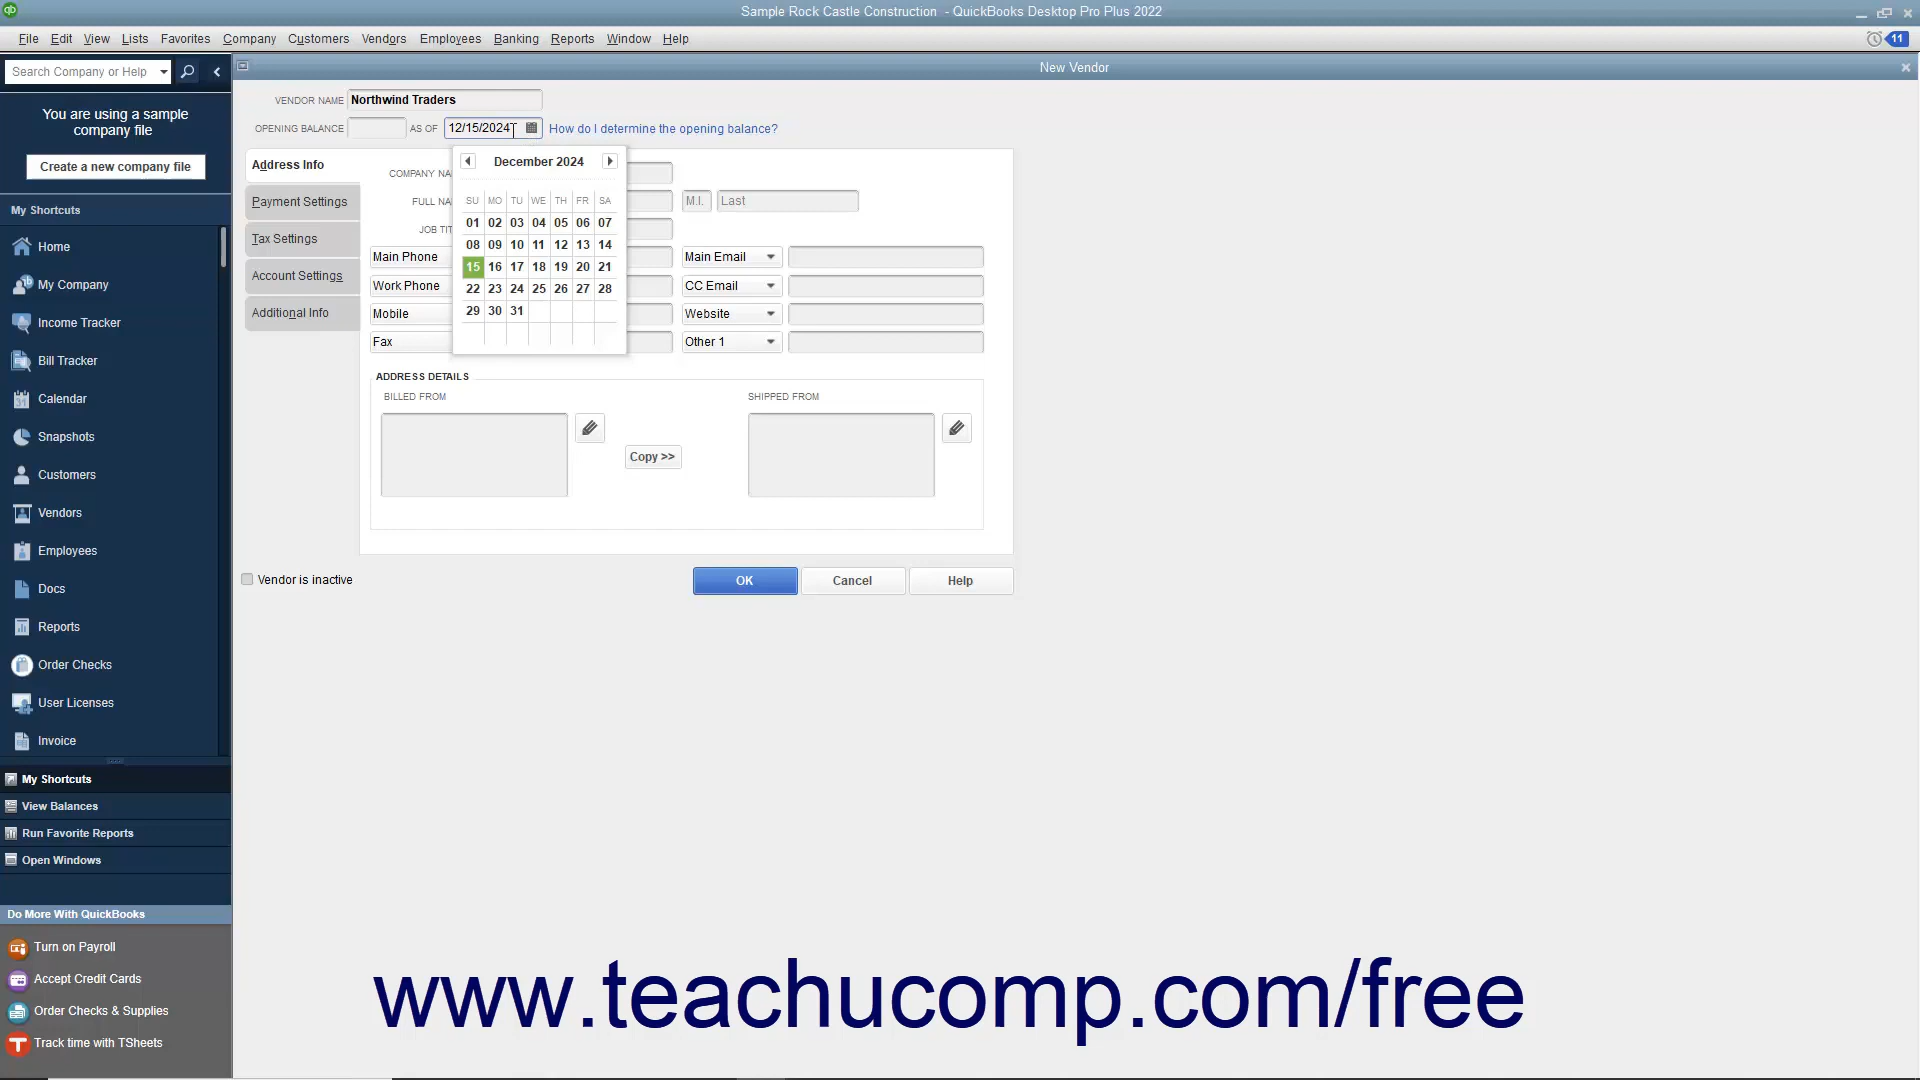 Sample Rock Castle Construction - QuickBooks Desktop Pro Plus 2022
File Edit View Lists Favorites Company Customers Vendors Employees Banking Reports Window Help
11
Search Company or Help
New Vendor
You are using a sample
company file
Create a new company file
My Shortcuts
Home
My Company
Income Tracker
Bill Tracker
Calendar
Snapshots
Customers
Vendors
Employees
Docs
Reports
Order Checks
User Licenses
Invoice
My Shortcuts
View Balances
Run Favorite Reports
Open Windows
Do More With QuickBooks
Turn on Payroll
Accept Credit Cards
Order Checks & Supplies
Track time with TSheets
VENDOR NAME Northwind Traders
OPENING BALANCE AS OF 12/15/2024 How do I determine the opening balance?
Address Info
Payment Settings
Tax Settings
Account Settings
Additional Info
December 2024
SU MO TU WE TH FR SA
01 02 03 04 05 06 07
08 09 10 11 12 13 14
15 16 17 18 19 20 21
22 23 24 25 26 27 28
29 30 31
COMPANY NA
FULL NA M.I. Last
JOB TIT
Main Phone Main Email
Work Phone CC Email
Mobile Website
Fax Other 1
ADDRESS DETAILS
BILLED FROM SHIPPED FROM
Copy >>
Vendor is inactive
OK Cancel Help
www.teachucomp.com/free